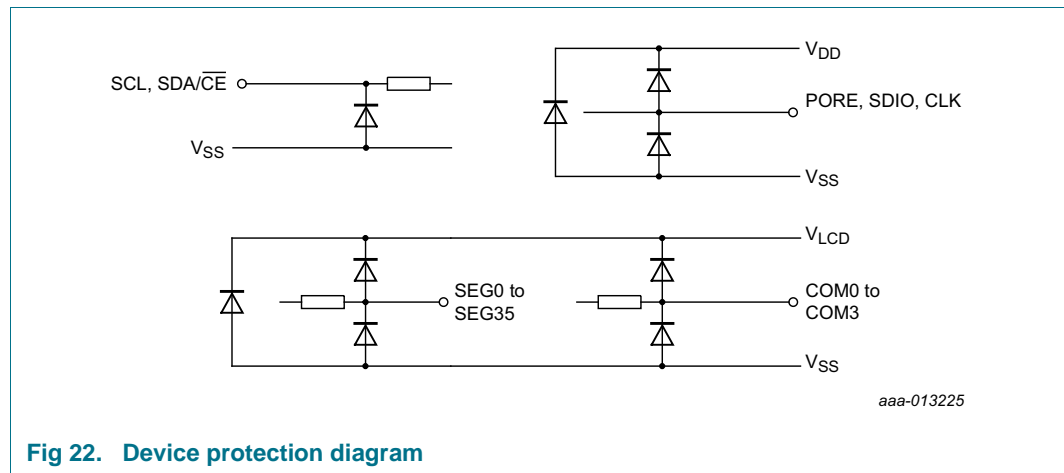 SCL, SDA/C̅E̅
VSS
VDD
PORE, SDIO, CLK
VSS
VLCD
SEG0 to
SEG35
COM0 to
COM3
VSS
aaa-013225
Fig 22. Device protection diagram